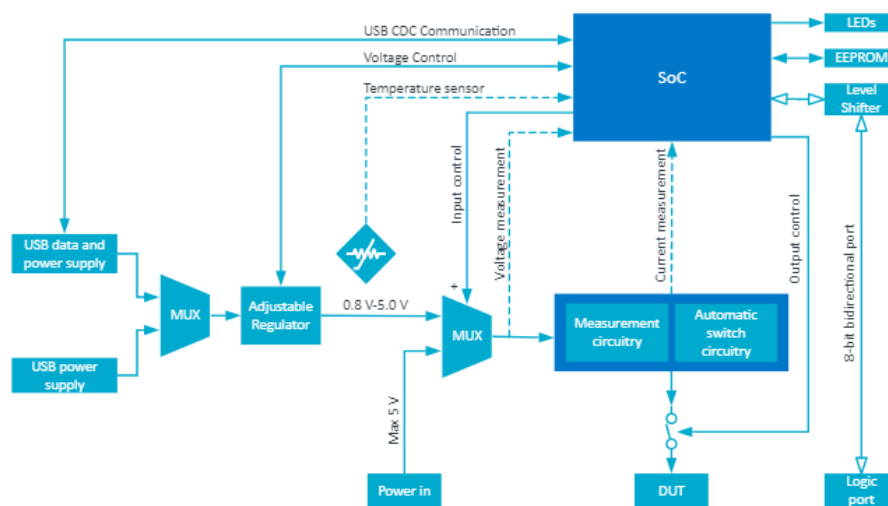 USB CDC Communication
Voltage Control
Temperature sensor
SoC
LEDs
EEPROM
Level
Shifter
Input control
Voltage measurement
Current measurement
Output control
8-bit bidirectional port
USB data and
power supply
MUX
Adjustable
Regulator
0.8 V-5.0 V
+
MUX
Measurement
circuitry
Automatic
switch
circuitry
USB power
supply
Max 5 V
Power in
DUT
Logic
port